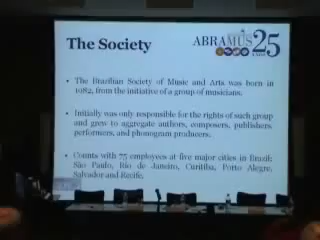 The Society
ABRAMUS 25
The Brazilian Society of Music and Arts was born in
1982, from the initiative of a group of musicians.
Initially was only responsible for the rights of such group
and grew to aggregate authors, composers, publishers,
performers, and phonogram producers.
Counts with 75 employees at five major cities in Brazil:
São Paulo, Rio de Janeiro, Curitiba, Porto Alegre,
Salvador and Recife.